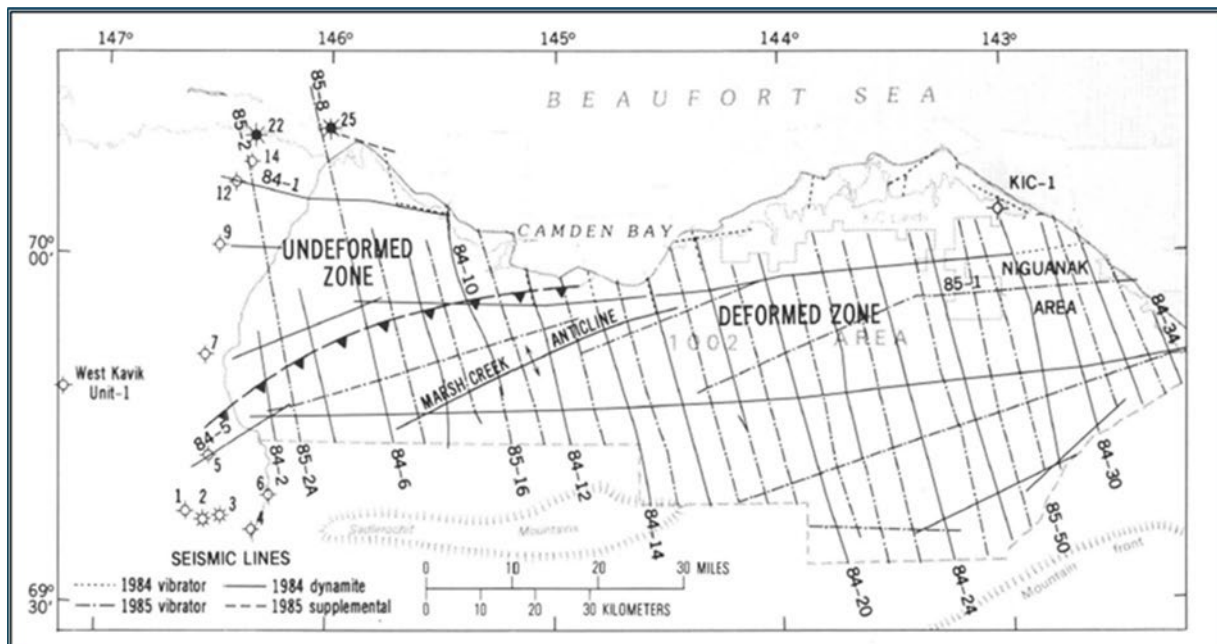 147°
146°
145°
144°
143°
BEAUFORT SEA
85-8
85-2
22
25
14
84-1
12
KIC-1
9
CAMDEN BAY
70°
00'
UNDEFORMED
ZONE
84-10
NIGUANAK
AREA
85-1
84-34
DEFORMED ZONE
1002 AREA
MARSH CREEK ANTICLINE
7
West Kavik
Unit-1
84-5
5
84-2
85-2A
84-6
85-16
84-12
84-14
84-20
84-24
85-50
84-30
6
1
2
3
4
Sadlerochit Mountains
Mountain front
SEISMIC LINES
1984 vibrator
1984 dynamite
1985 vibrator
1985 supplemental
0 10 20 30 MILES
0 10 20 30 KILOMETERS
69°
30'